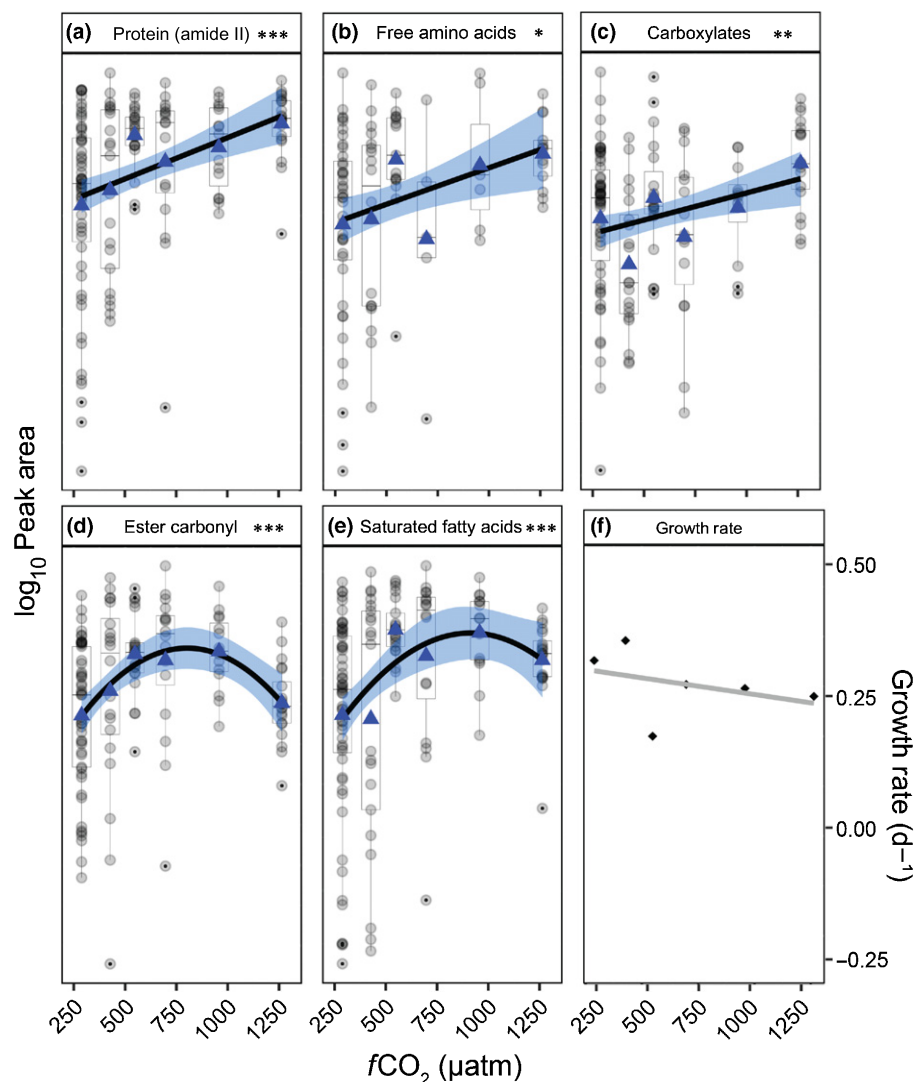 (a) Protein (amide II) ***
(b) Free amino acids *
(c) Carboxylates **
log10 Peak area
(d) Ester carbonyl ***
(e) Saturated fatty acids ***
(f) Growth rate
0.50
0.25
0.00
−0.25
Growth rate (d−1)
250 500 750 1000 1250
250 500 750 1000 1250
250 500 750 1000 1250
fCO2 (µatm)